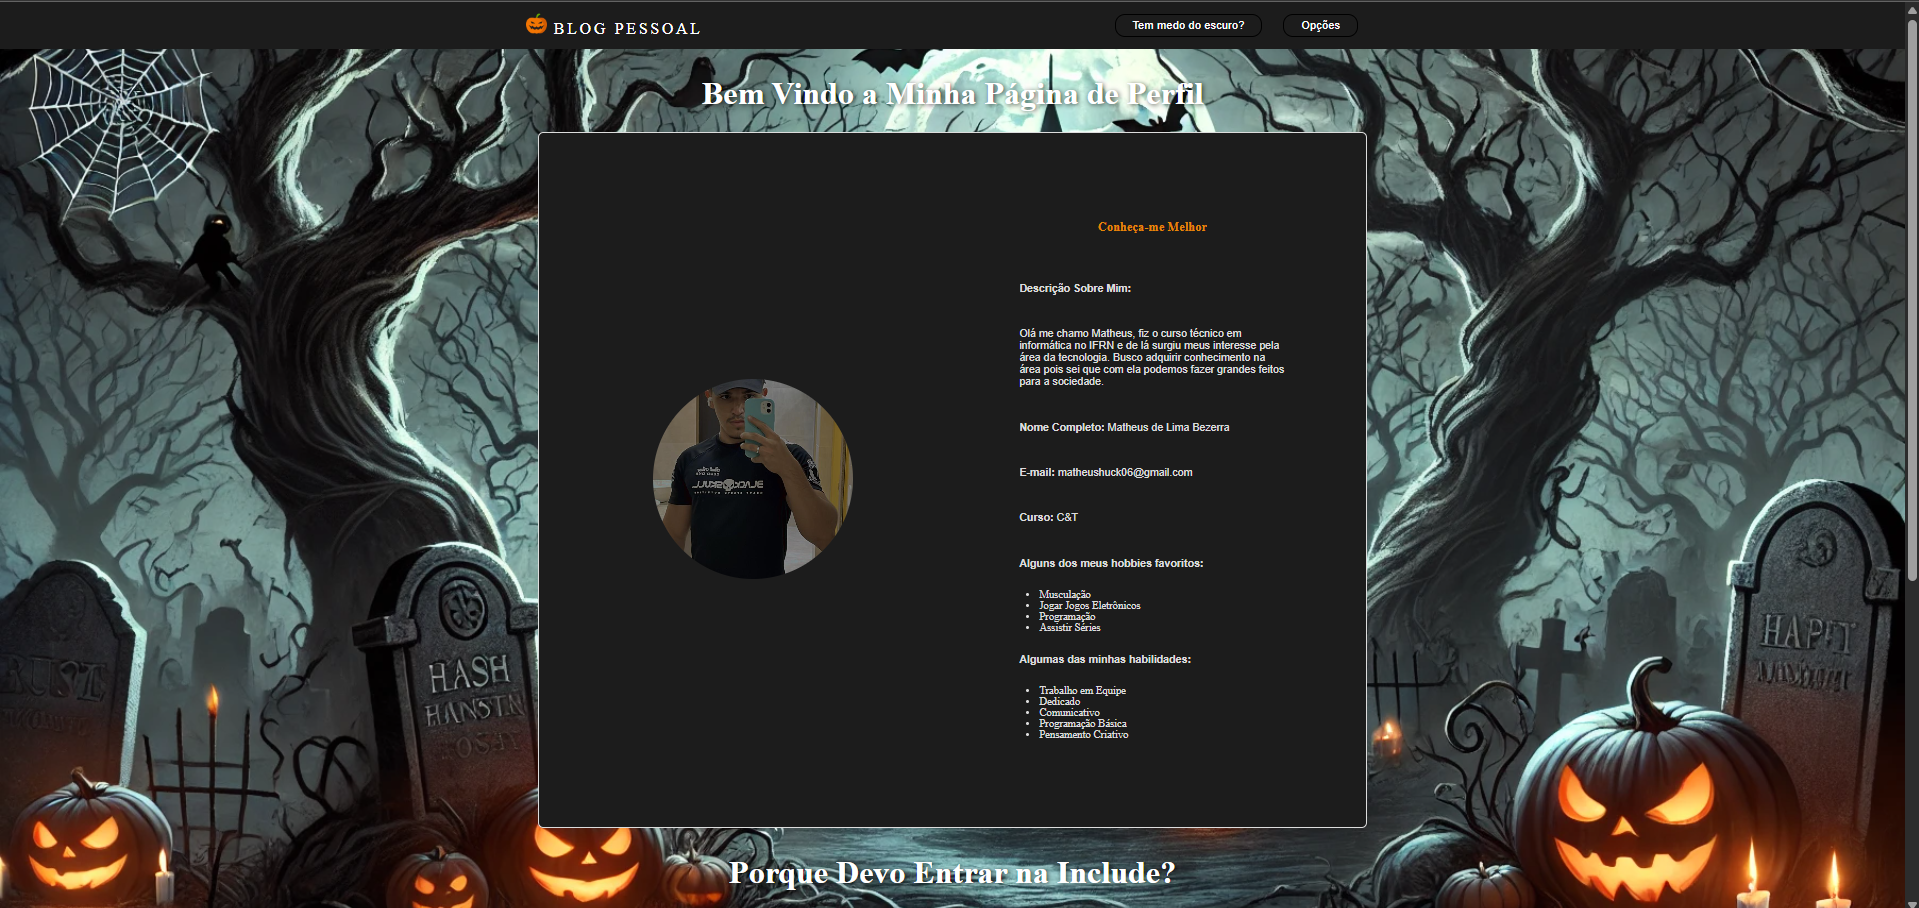 BLOG PESSOAL
Tem medo do escuro?
Opções
Bem Vindo a Minha Página de Perfil
Conheça-me Melhor
Descrição Sobre Mim:
Olá me chamo Matheus, fiz o curso técnico em
informática no IFRN e de lá surgiu meus interesse pela
área da tecnologia. Busco adquirir conhecimento na
área pois sei que com ela podemos fazer grandes feitos
para a sociedade.
Nome Completo: Matheus de Lima Bezerra
E-mail: matheushuck06@gmail.com
Curso: C&T
Alguns dos meus hobbies favoritos:
Musculação
Jogar Jogos Eletrônicos
Programação
Assistir Séries
Algumas das minhas habilidades:
Trabalho em Equipe
Dedicado
Comunicativo
Programação Básica
Pensamento Criativo
HASH
Porque Devo Entrar na Include?